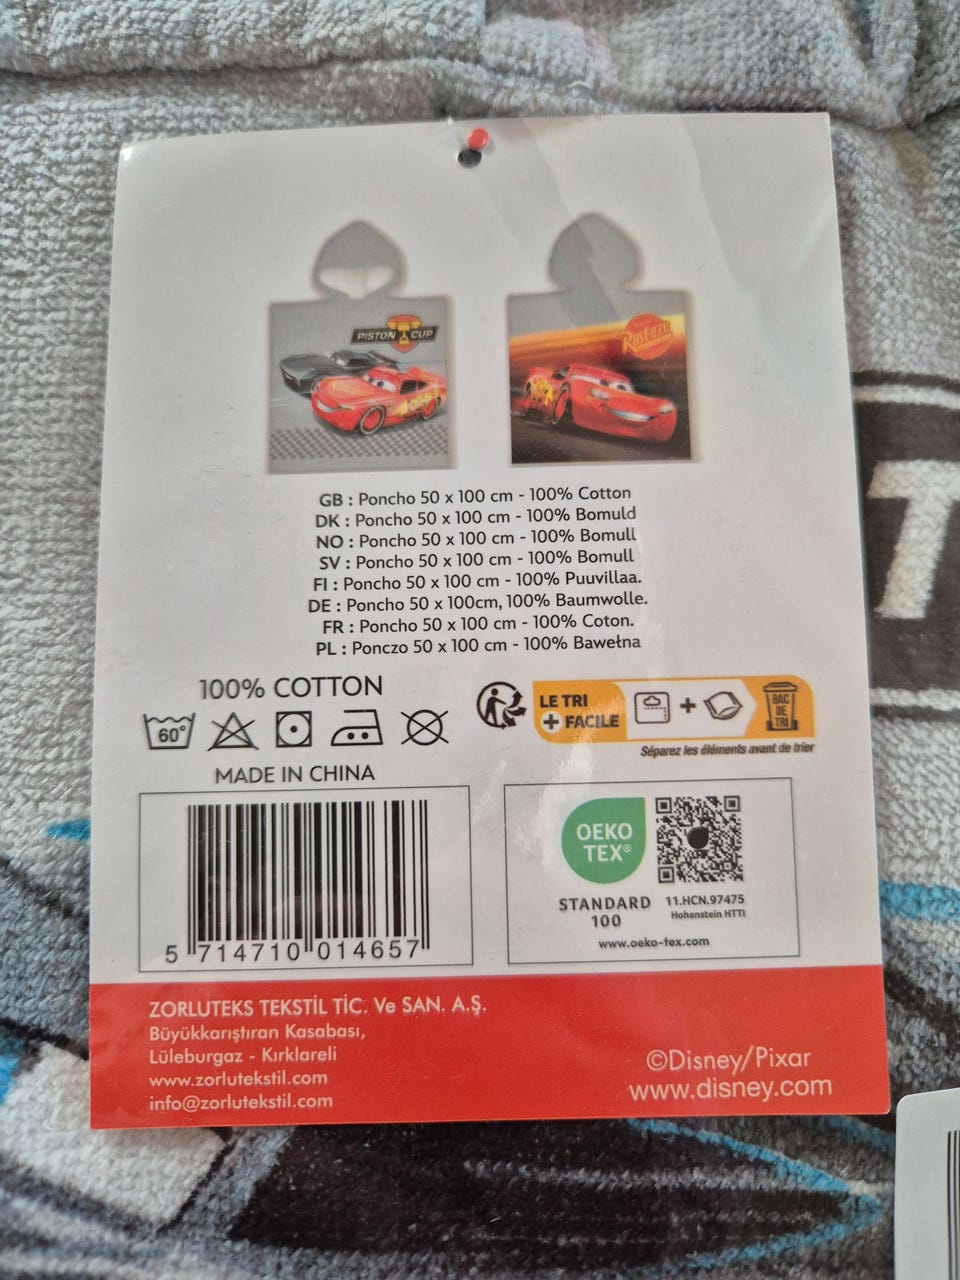 PISTON CUP
Rust-eze
GB : Poncho 50 x 100 cm - 100% Cotton
DK : Poncho 50 x 100 cm - 100% Bomuld
NO : Poncho 50 x 100 cm - 100% Bomull
SV : Poncho 50 x 100 cm - 100% Bomull
FI : Poncho 50 x 100 cm - 100% Puuvillaa.
DE : Poncho 50 x 100cm, 100% Baumwolle.
FR : Poncho 50 x 100 cm - 100% Coton.
PL : Ponczo 50 x 100 cm - 100% Bawełna
100% COTTON
60°
MADE IN CHINA
LE TRI
+ FACILE
+
BAC
DE
TRI
Séparez les éléments avant de trier
5 714710 014657
OEKO
TEX®
STANDARD
100
11.HCN.97475
Hohenstein HTTI
www.oeko-tex.com
ZORLUTEKS TEKSTİL TİC. Ve SAN. A.Ş.
Büyükkarıştıran Kasabası,
Lüleburgaz - Kırklareli
www.zorlutekstil.com
info@zorlutekstil.com
©Disney/Pixar
www.disney.com
T